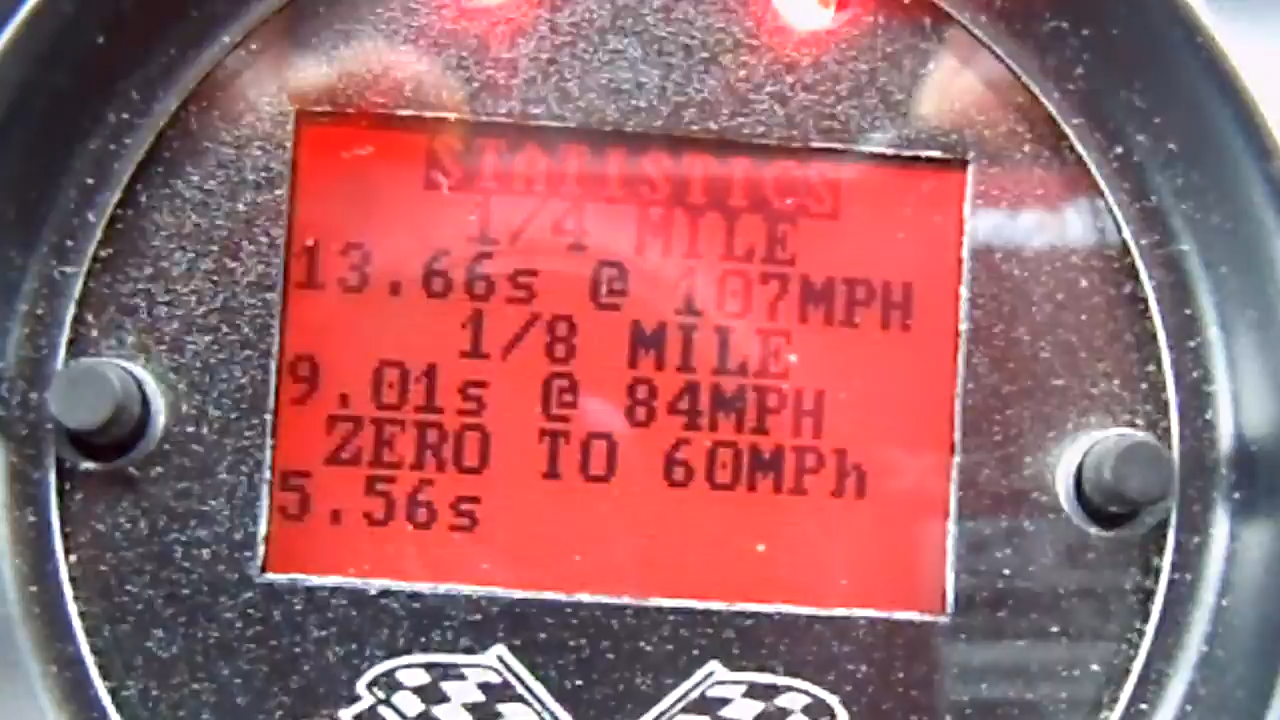 STATISTICS
1/4 MILE
13.66s @ 107MPH
1/8 MILE
9.01s @ 84MPH
ZERO TO 60MPh
5.56s